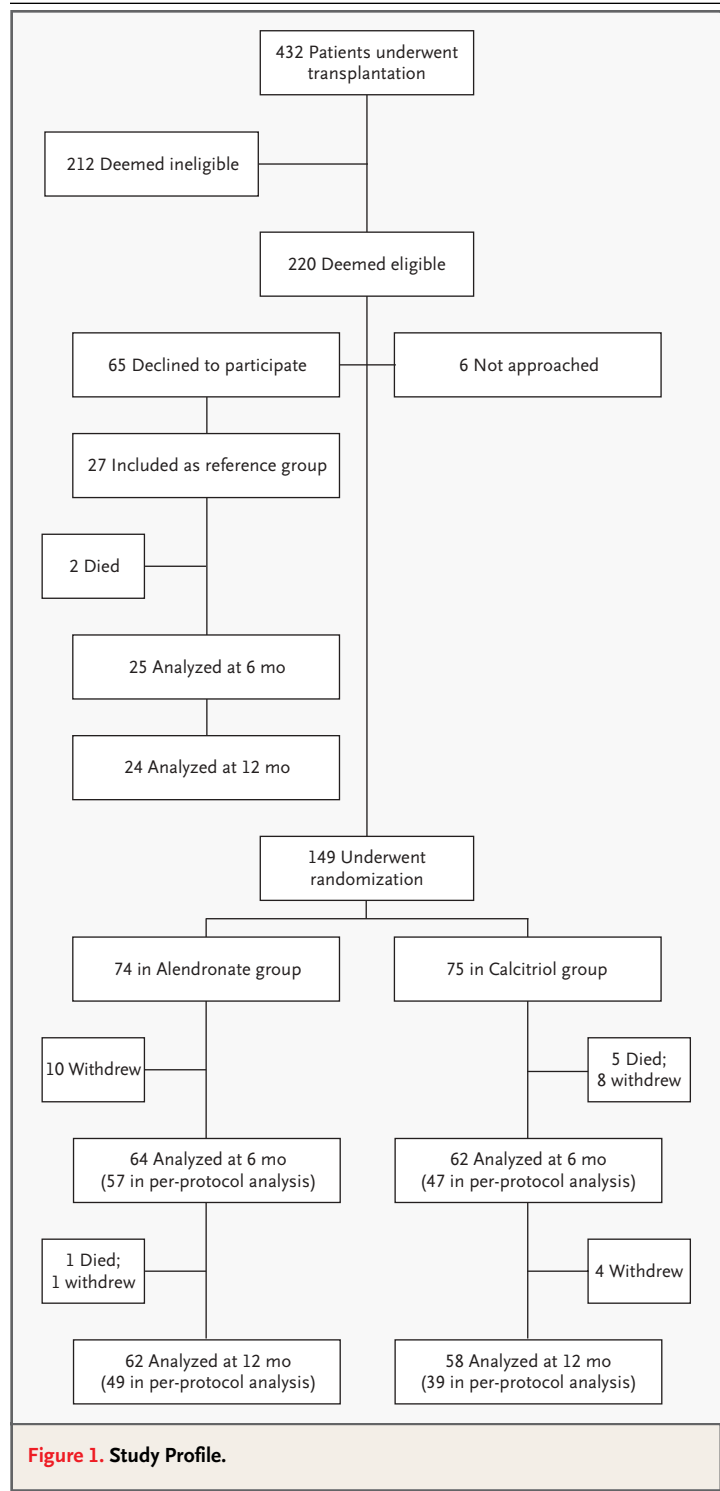 432 Patients underwent
transplantation
212 Deemed ineligible
220 Deemed eligible
65 Declined to participate
6 Not approached
27 Included as reference group
2 Died
25 Analyzed at 6 mo
24 Analyzed at 12 mo
149 Underwent
randomization
74 in Alendronate group
75 in Calcitriol group
10 Withdrew
5 Died;
8 withdrew
64 Analyzed at 6 mo
(57 in per-protocol analysis)
62 Analyzed at 6 mo
(47 in per-protocol analysis)
1 Died;
1 withdrew
4 Withdrew
62 Analyzed at 12 mo
(49 in per-protocol analysis)
58 Analyzed at 12 mo
(39 in per-protocol analysis)
Figure 1. Study Profile.